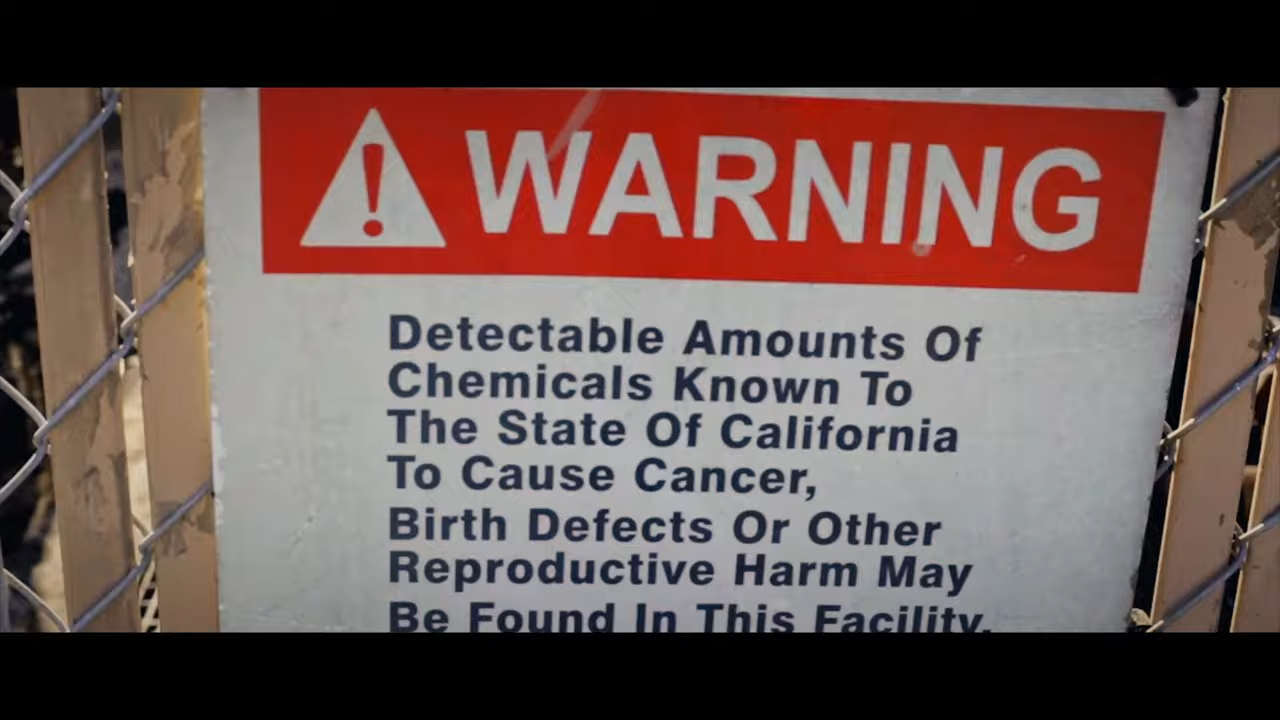 WARNING
Detectable Amounts Of
Chemicals Known To
The State Of California
To Cause Cancer,
Birth Defects Or Other
Reproductive Harm May
Be Found In This Facility.